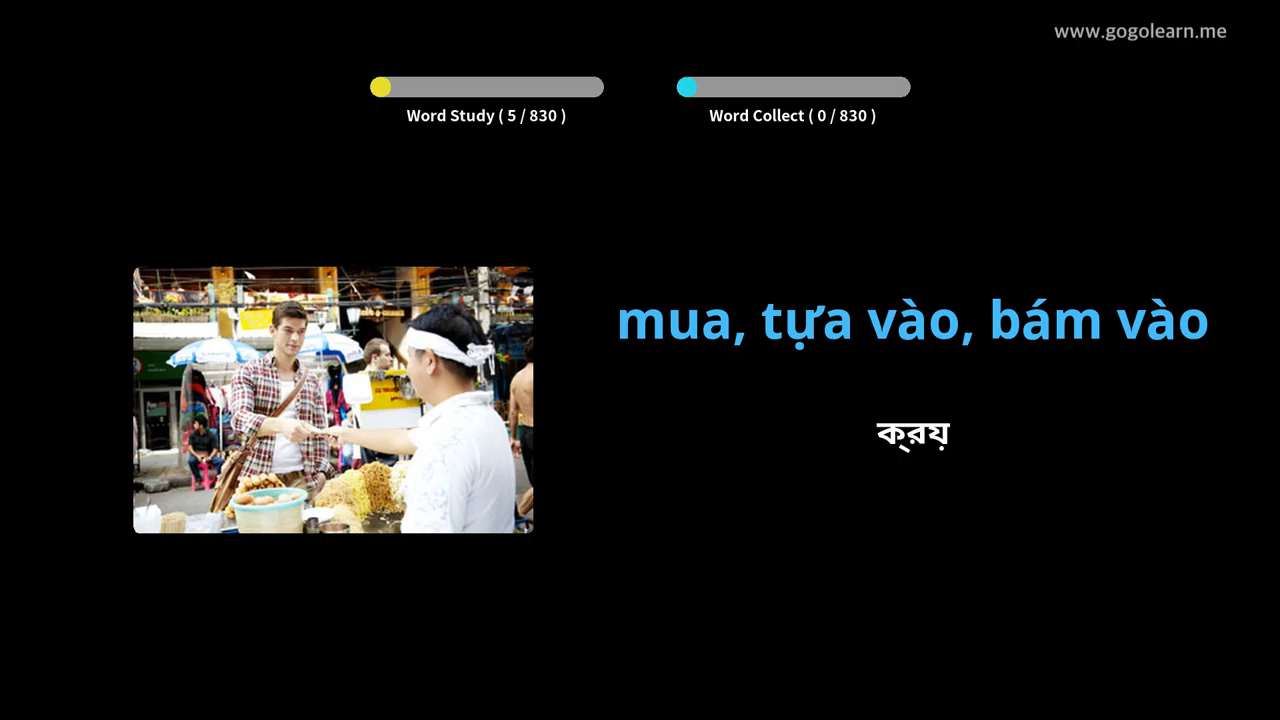 www.gogolearn.me
Word Study ( 5 / 830 )
Word Collect ( 0 / 830 )
mua, tựa vào, bám vào
ক্রয়